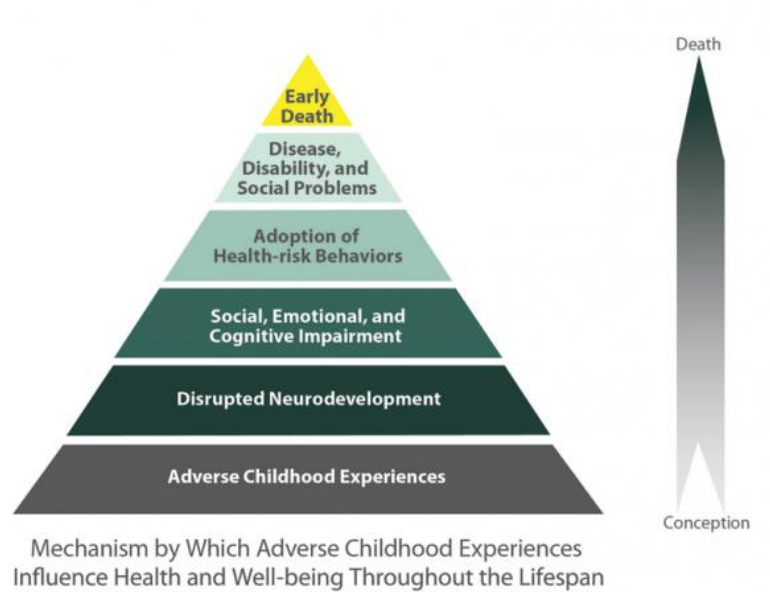 Death
Early
Death
Disease,
Disability, and
Social Problems
Adoption of
Health-risk Behaviors
Social, Emotional, and
Cognitive Impairment
Disrupted Neurodevelopment
Adverse Childhood Experiences
Conception
Mechanism by Which Adverse Childhood Experiences
Influence Health and Well-being Throughout the Lifespan